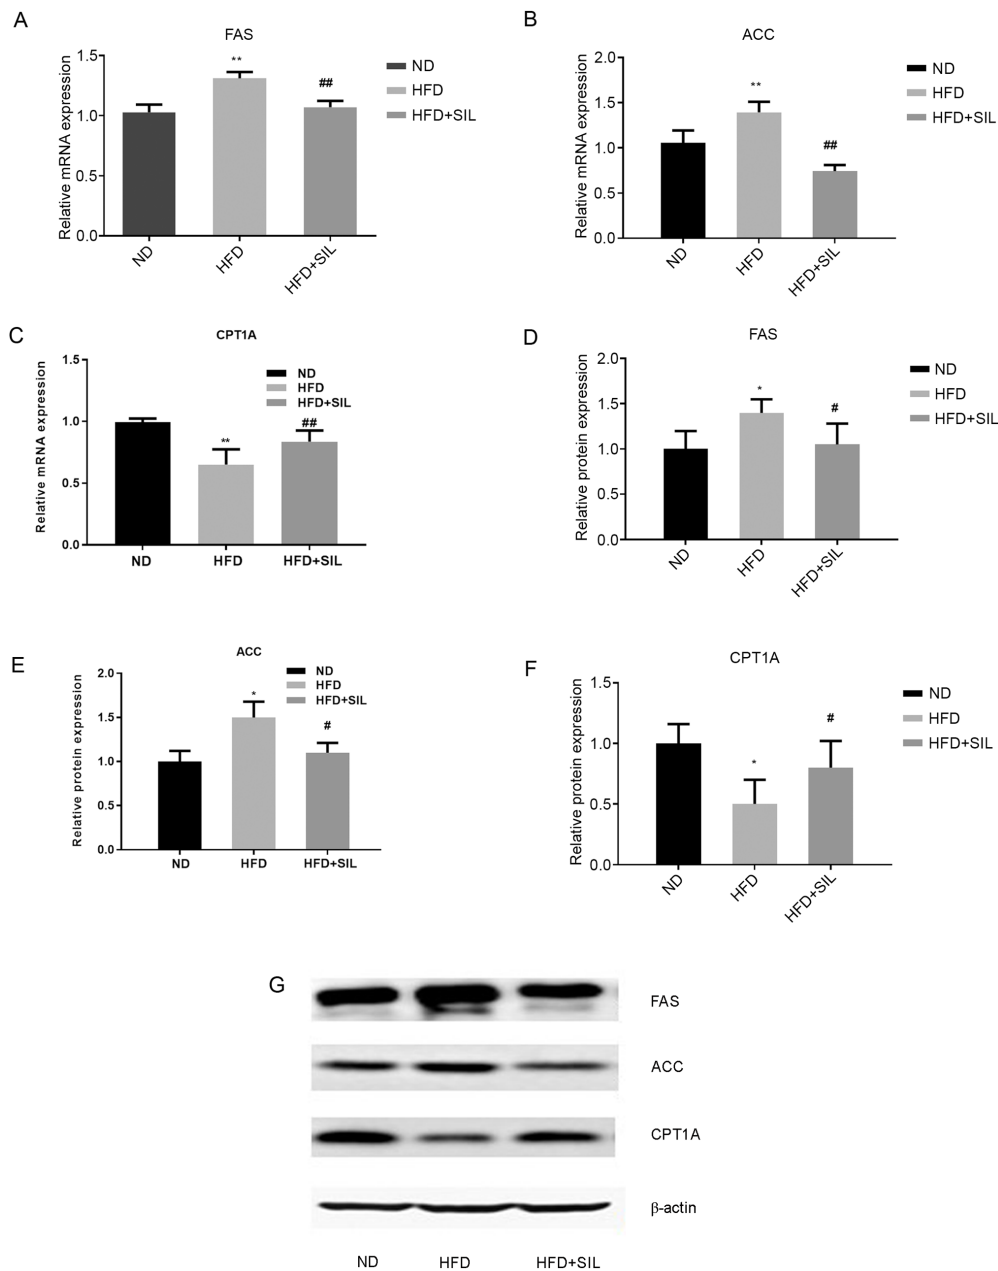 A
FAS
Relative mRNA expression
1.5
1.0
0.5
0.0
**
##
ND
HFD
HFD+SIL
ND
HFD
HFD+SIL
B
ACC
Relative mRNA expression
2.0
1.5
1.0
0.5
0.0
**
##
ND
HFD
HFD+SIL
ND
HFD
HFD+SIL
C
CPT1A
Relative mRNA expression
1.5
1.0
0.5
0.0
**
##
ND
HFD
HFD+SIL
ND
HFD
HFD+SIL
D
FAS
Relative protein expression
2.0
1.5
1.0
0.5
0.0
*
#
ND
HFD
HFD+SIL
ND
HFD
HFD+SIL
E
ACC
Relative protein expression
2.0
1.5
1.0
0.5
0.0
*
#
ND
HFD
HFD+SIL
ND
HFD
HFD+SIL
F
CPT1A
Relative protein expression
1.5
1.0
0.5
0.0
*
#
ND
HFD
HFD+SIL
ND
HFD
HFD+SIL
G
FAS
ACC
CPT1A
β-actin
ND
HFD
HFD+SIL